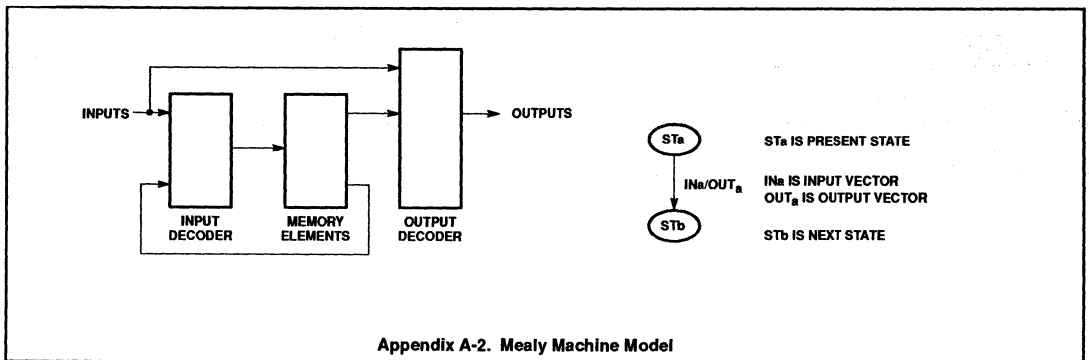 INPUTS
OUTPUTS
INPUT
DECODER
MEMORY
ELEMENTS
OUTPUT
DECODER
STa
STa IS PRESENT STATE
INa/OUTa
INa IS INPUT VECTOR
OUTa IS OUTPUT VECTOR
STb
STb IS NEXT STATE
Appendix A-2. Mealy Machine Model